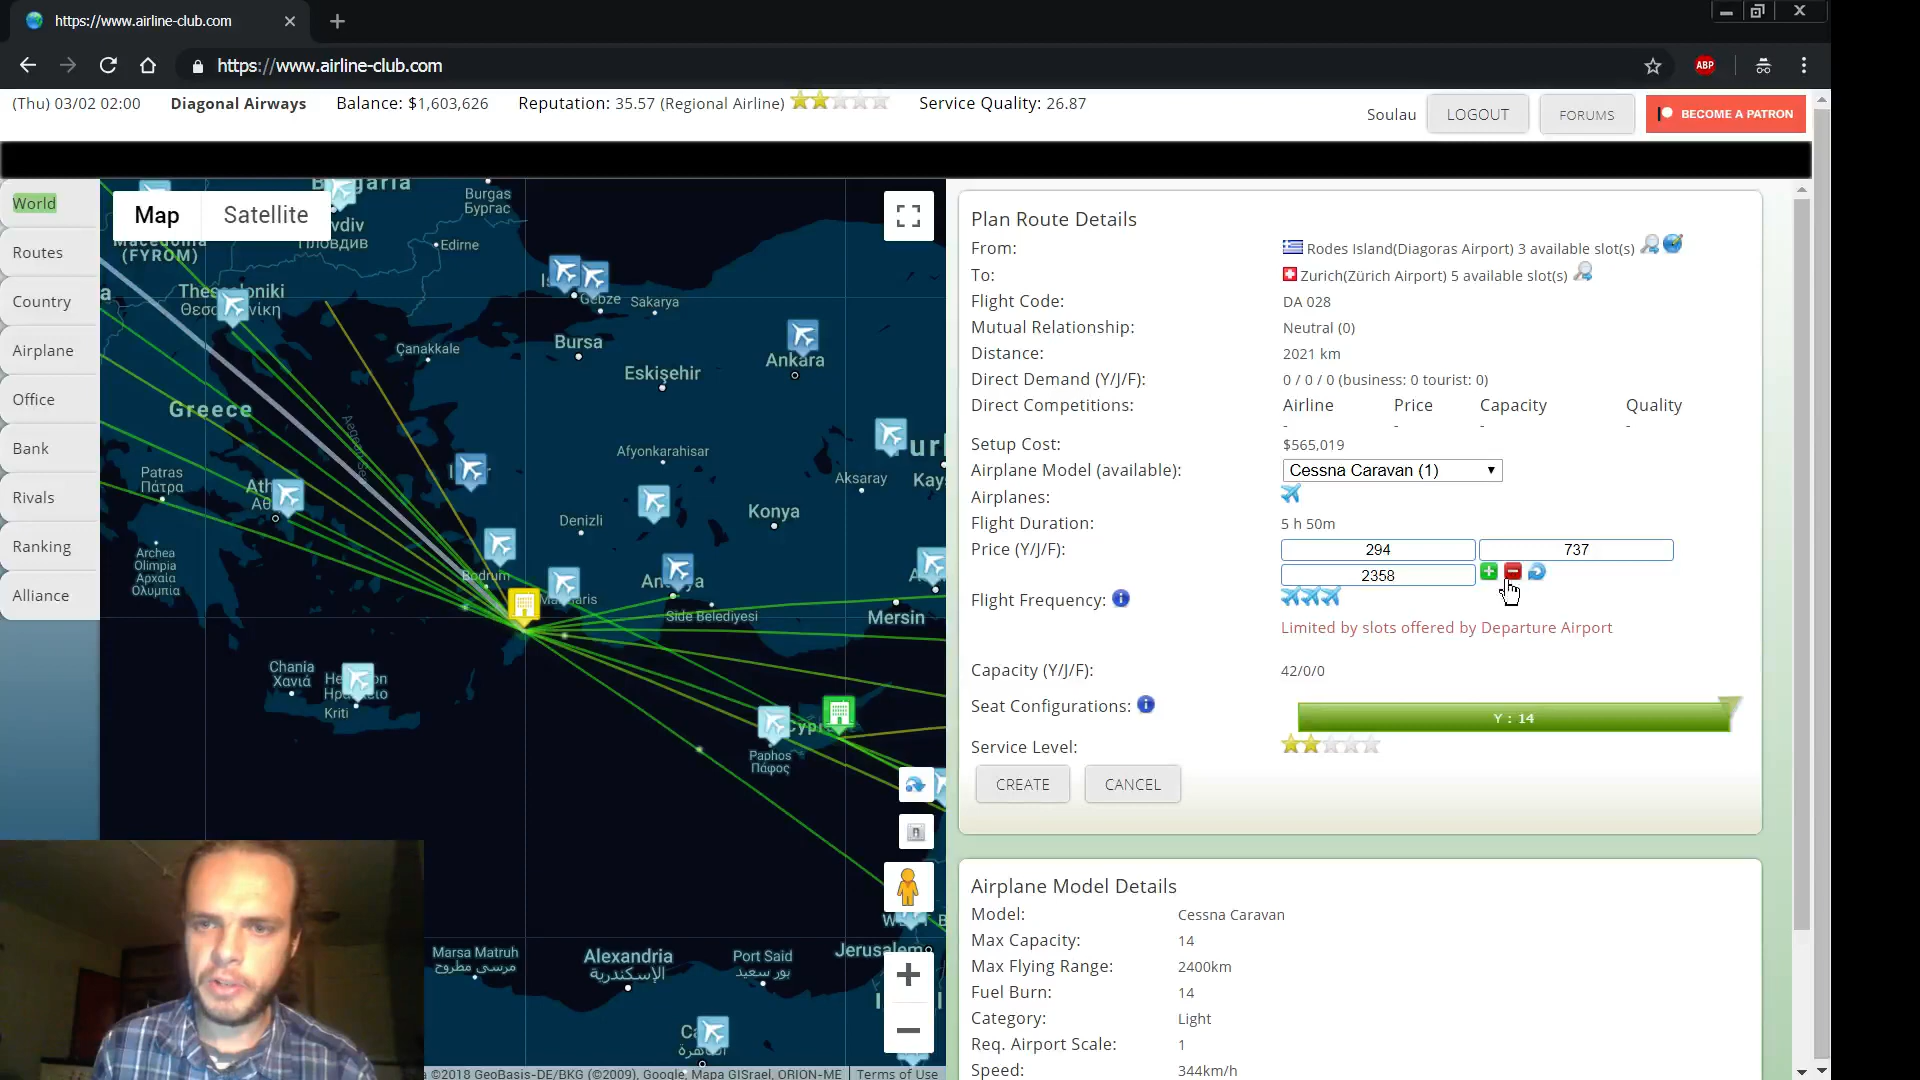 https://www.airline-club.com
https://www.airline-club.com
ABP
(Thu) 03/02 02:00 Diagonal Airways Balance: $1,603,626 Reputation: 35.57 (Regional Airline) Service Quality: 26.87
Soulau LOGOUT FORUMS BECOME A PATRON
World
Routes
Country
Airplane
Office
Bank
Rivals
Ranking
Alliance
Map Satellite
Bulgaria
Burgas
Бургас
Пловдив
Edirne
(FYROM)
Thessaloniki
Gebze
Sakarya
Bursa
Çanakkale
Ankara
Eskişehir
Greece
Aegean Sea
Afyonkarahisar
Aksaray
Patras
Πάτρα
Denizli
Konya
Archea
Olimpia
Αρχαία
Ολυμπία
Bodrum
Side Belediyesi
Mersin
Chania
Χανιά
Kriti
Paphos
Πάφος
Marsa Matruh
مرسى مطروح
Alexandria
الإسكندرية
Port Said
بور سعيد
Jerusalem
©2018 GeoBasis-DE/BKG (©2009), Google, Mapa GISrael, ORION-ME Terms of Use
Plan Route Details
From: Rodes Island(Diagoras Airport) 3 available slot(s)
To: Zurich(Zürich Airport) 5 available slot(s)
Flight Code: DA 028
Mutual Relationship: Neutral (0)
Distance: 2021 km
Direct Demand (Y/J/F): 0 / 0 / 0 (business: 0 tourist: 0)
Direct Competitions: Airline Price Capacity Quality
- - - -
Setup Cost: $565,019
Airplane Model (available): Cessna Caravan (1)
Airplanes:
Flight Duration: 5 h 50m
Price (Y/J/F): 294 737
2358
Flight Frequency:
Limited by slots offered by Departure Airport
Capacity (Y/J/F): 42/0/0
Seat Configurations: Y : 14
Service Level:
CREATE CANCEL
Airplane Model Details
Model: Cessna Caravan
Max Capacity: 14
Max Flying Range: 2400km
Fuel Burn: 14
Category: Light
Req. Airport Scale: 1
Speed: 344km/h